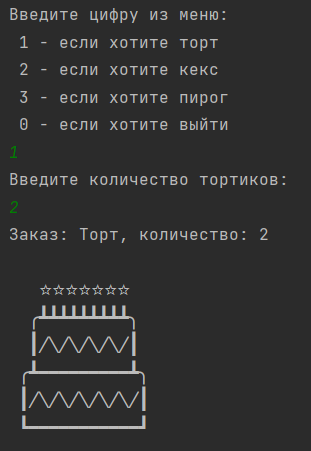 Введите цифру из меню:
1 - если хотите торт
2 - если хотите кекс
3 - если хотите пирог
0 - если хотите выйти
1
Введите количество тортиков:
2
Заказ: Торт, количество: 2
☆☆☆☆☆☆☆
╭┻┻┻┻┻┻┻┻┻╮
┃╱╲╱╲╱╲╱╲╱┃
╭┻━━━━━━━━━┻╮
┃╱╲╱╲╱╲╱╲╱╲╱┃
┗━━━━━━━━━━━┛